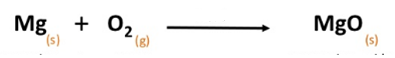 Mg(s) + O2(g) ⟶ MgO(s)